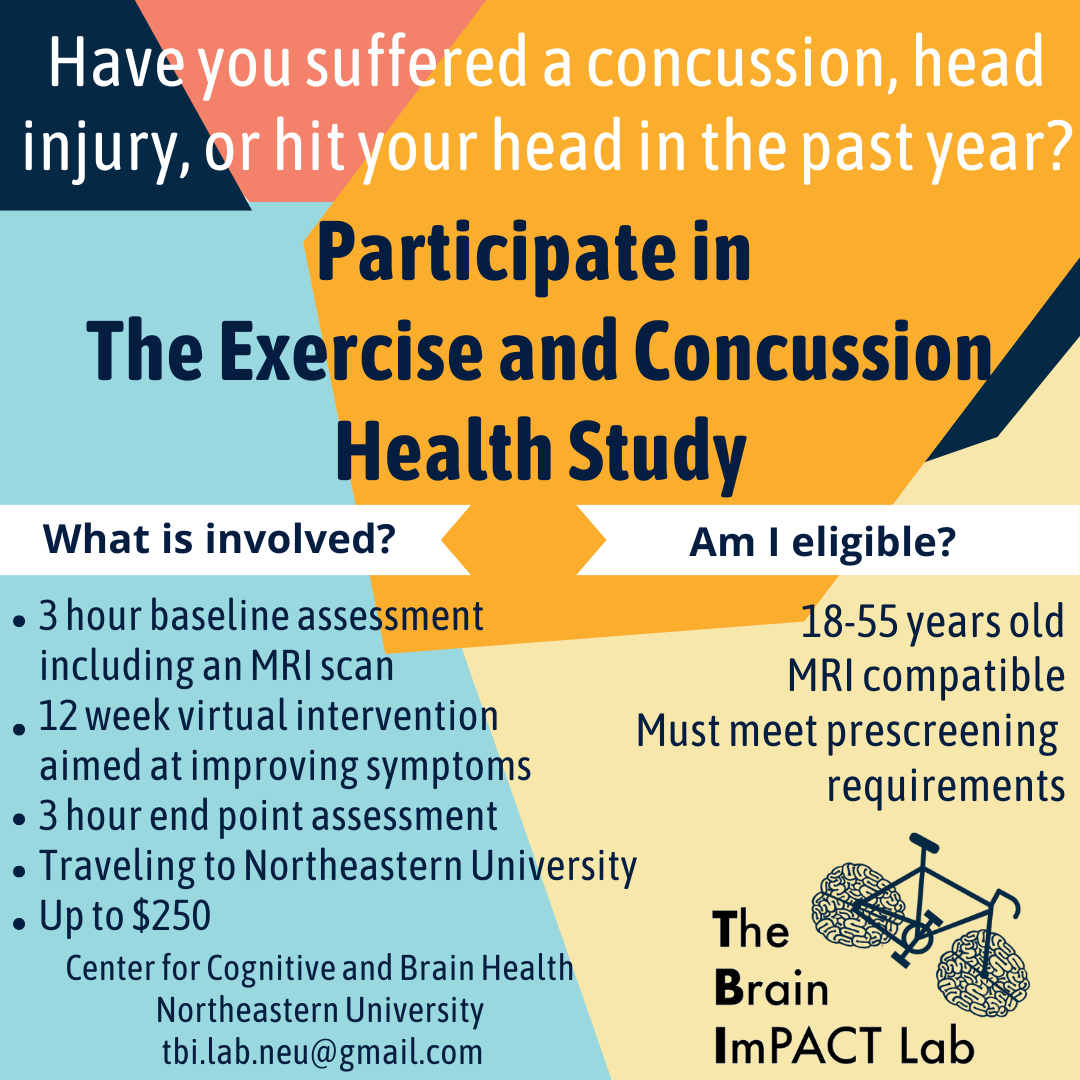 Have you suffered a concussion, head
injury, or hit your head in the past year?
Participate in
The Exercise and Concussion
Health Study
What is involved?
• 3 hour baseline assessment
including an MRI scan
• 12 week virtual intervention
aimed at improving symptoms
• 3 hour end point assessment
• Traveling to Northeastern University
• Up to $250
Center for Cognitive and Brain Health
Northeastern University
tbi.lab.neu@gmail.com
Am I eligible?
18-55 years old
MRI compatible
Must meet prescreening
requirements
The
Brain
ImPACT Lab